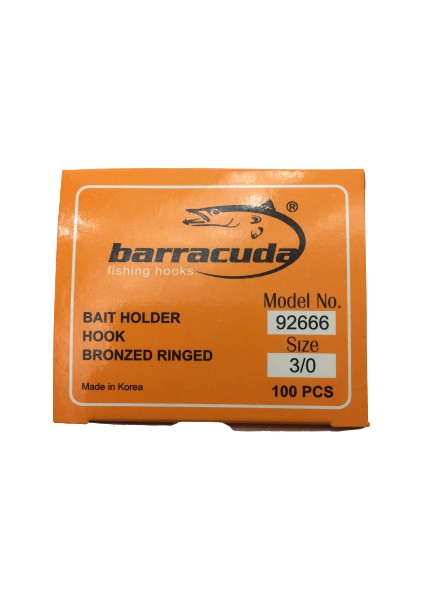 ®
barracuda
fishing hooks
BAIT HOLDER
HOOK
BRONZED RINGED
Made in Korea
Model No.
92666
Size
3/0
100 PCS